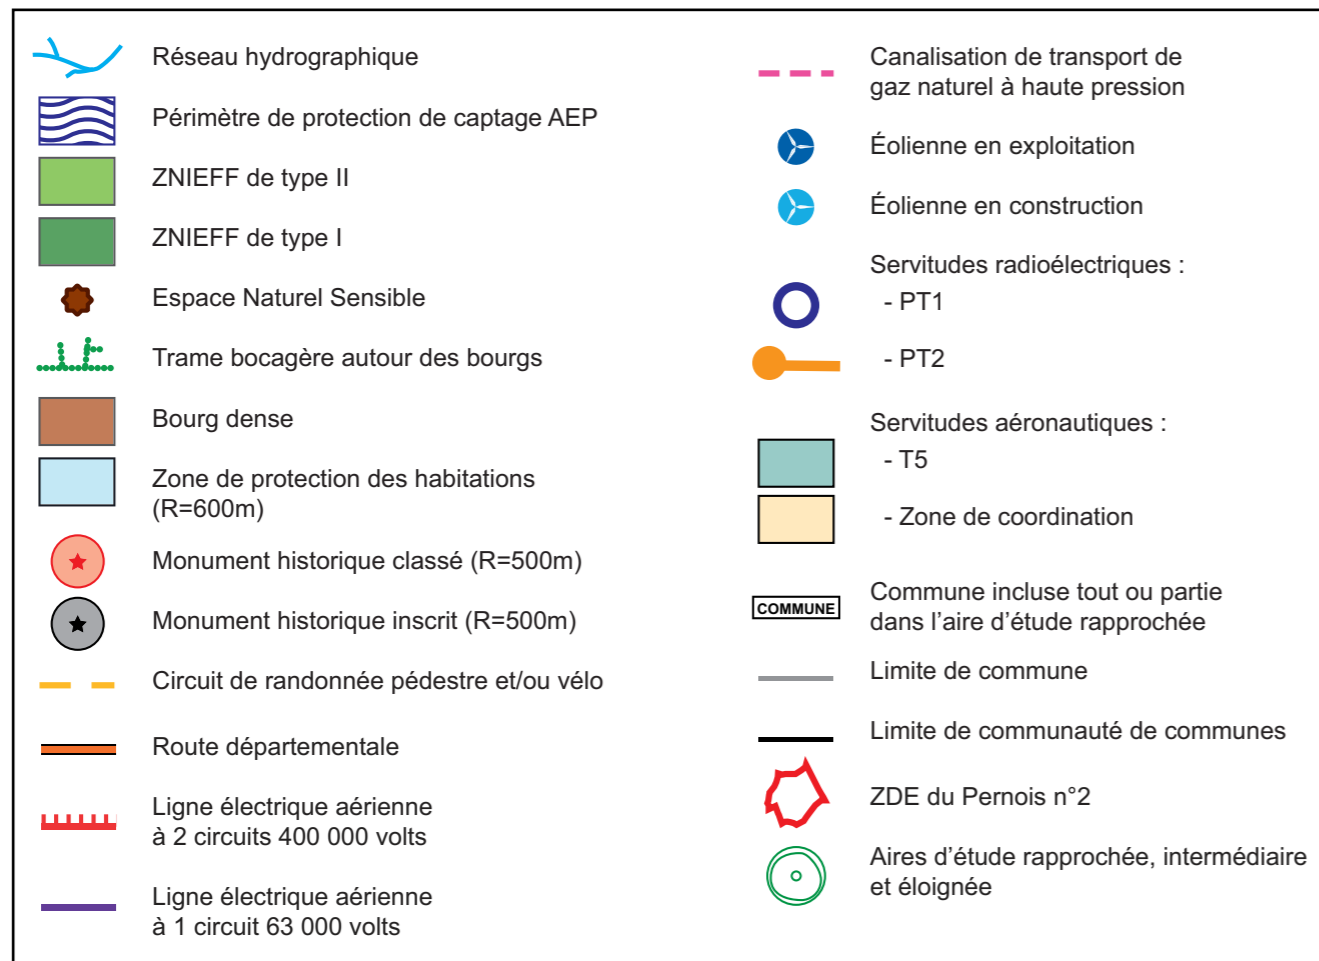 Réseau hydrographique
Périmètre de protection de captage AEP
ZNIEFF de type II
ZNIEFF de type I
Espace Naturel Sensible
Trame bocagère autour des bourgs
Bourg dense
Zone de protection des habitations
(R=600m)
Monument historique classé (R=500m)
Monument historique inscrit (R=500m)
Circuit de randonnée pédestre et/ou vélo
Route départementale
Ligne électrique aérienne
à 2 circuits 400 000 volts
Ligne électrique aérienne
à 1 circuit 63 000 volts
Canalisation de transport de
gaz naturel à haute pression
Éolienne en exploitation
Éolienne en construction
Servitudes radioélectriques :
- PT1
- PT2
Servitudes aéronautiques :
- T5
- Zone de coordination
COMMUNE
Commune incluse tout ou partie
dans l'aire d'étude rapprochée
Limite de commune
Limite de communauté de communes
ZDE du Pernois n°2
Aires d'étude rapprochée, intermédiaire
et éloignée